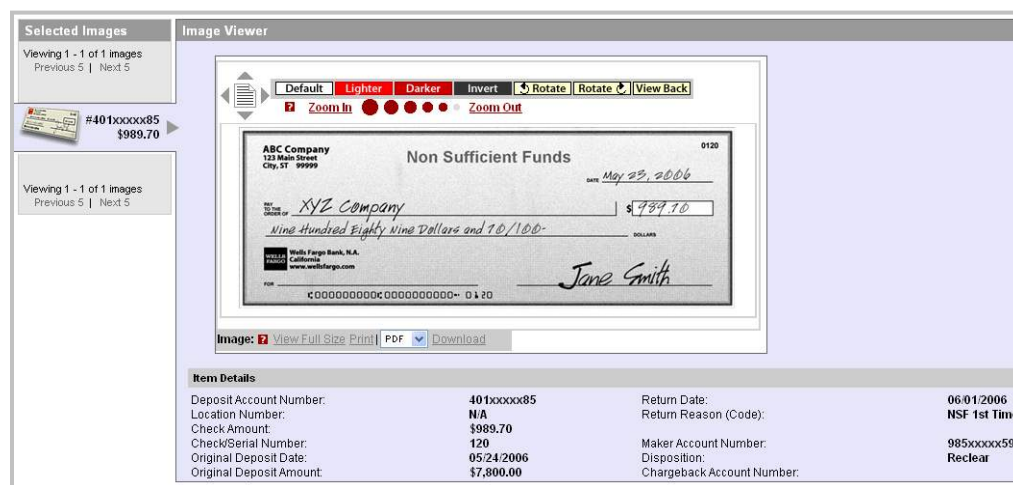 Selected Images
Viewing 1 - 1 of 1 images
Previous 5 | Next 5
#401xxxxx85
$989.70
Viewing 1 - 1 of 1 images
Previous 5 | Next 5
Image Viewer
Default Lighter Darker Invert Rotate Rotate View Back
? Zoom In Zoom Out
ABC Company
123 Main Street
City, ST 99999
Non Sufficient Funds
0120
DATE May 23, 2006
PAY
TO THE
ORDER OF XYZ Company $ 989.70
Nine Hundred Eighty Nine Dollars and 70/100- DOLLARS
WELLS
FARGO
Wells Fargo Bank, N.A.
California
www.wellsfargo.com
FOR
Jane Smith
⑆000000000⑆0000000000⑈ 0120
Image: ? View Full Size Print | PDF Download
Item Details
Deposit Account Number: 401xxxxx85 Return Date: 06/01/2006
Location Number: N/A Return Reason (Code): NSF 1st Tim
Check Amount: $989.70
Check/Serial Number: 120 Maker Account Number: 985xxxxx59
Original Deposit Date: 05/24/2006 Disposition: Reclear
Original Deposit Amount: $7,800.00 Chargeback Account Number: